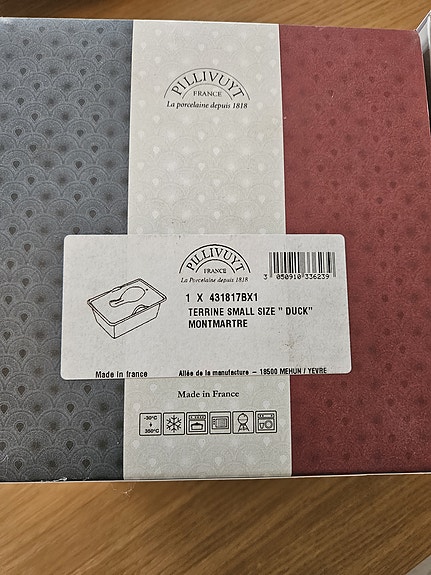 PILLIVUYT
FRANCE
La porcelaine depuis 1818
PILLIVUYT
FRANCE
La Porcelaine depuis 1818
3 050910 336239
1 X 431817BX1
TERRINE SMALL SIZE " DUCK"
MONTMARTRE
Made in france
Allée de la manufacture – 18500 MEHUN / YEVRE
Made in France
-30°C
350°C